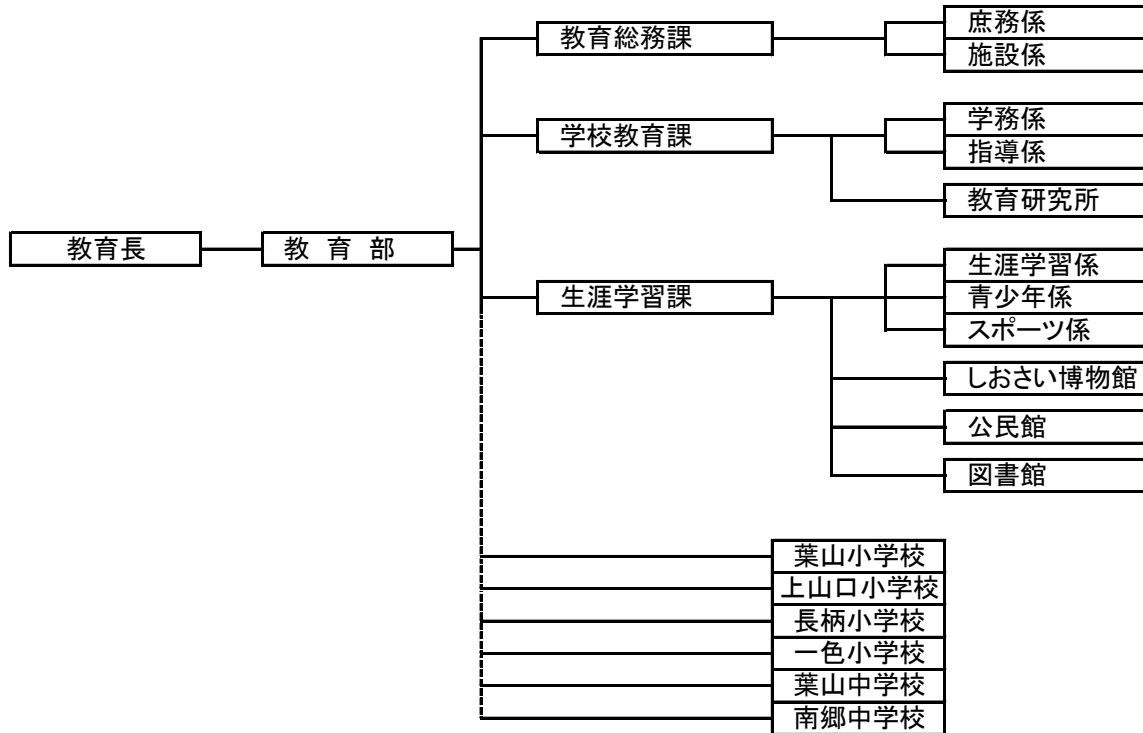 教育総務課
庶務係
施設係
学校教育課
学務係
指導係
教育研究所
教育長
教 育 部
生涯学習課
生涯学習係
青少年係
スポーツ係
しおさい博物館
公民館
図書館
葉山小学校
上山口小学校
長柄小学校
一色小学校
葉山中学校
南郷中学校